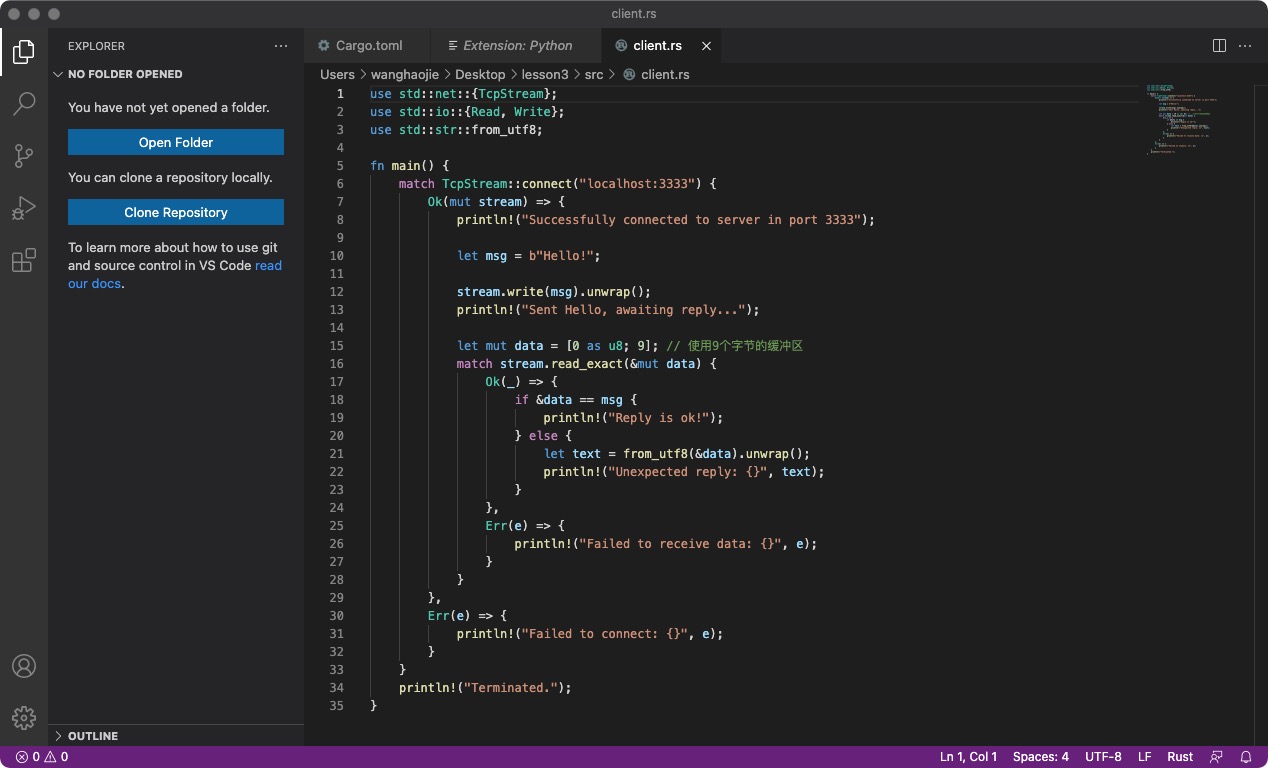 client.rs
EXPLORER
NO FOLDER OPENED
You have not yet opened a folder.
Open Folder
You can clone a repository locally.
Clone Repository
To learn more about how to use git
and source control in VS Code read
our docs.
OUTLINE
Cargo.toml
Extension: Python
client.rs
Users > wanghaojie > Desktop > lesson3 > src > client.rs
1 use std::net::{TcpStream};
2 use std::io::{Read, Write};
3 use std::str::from_utf8;
4
5 fn main() {
6     match TcpStream::connect("localhost:3333") {
7         Ok(mut stream) => {
8             println!("Successfully connected to server in port 3333");
9
10             let msg = b"Hello!";
11
12             stream.write(msg).unwrap();
13             println!("Sent Hello, awaiting reply...");
14
15             let mut data = [0 as u8; 9]; // 使用9个字节的缓冲区
16             match stream.read_exact(&mut data) {
17                 Ok(_) => {
18                     if &data == msg {
19                         println!("Reply is ok!");
20                     } else {
21                         let text = from_utf8(&data).unwrap();
22                         println!("Unexpected reply: {}", text);
23                     }
24                 },
25                 Err(e) => {
26                     println!("Failed to receive data: {}", e);
27                 }
28             }
29         },
30         Err(e) => {
31             println!("Failed to connect: {}", e);
32         }
33     }
34     println!("Terminated.");
35 }
0 0
Ln 1, Col 1
Spaces: 4
UTF-8
LF
Rust